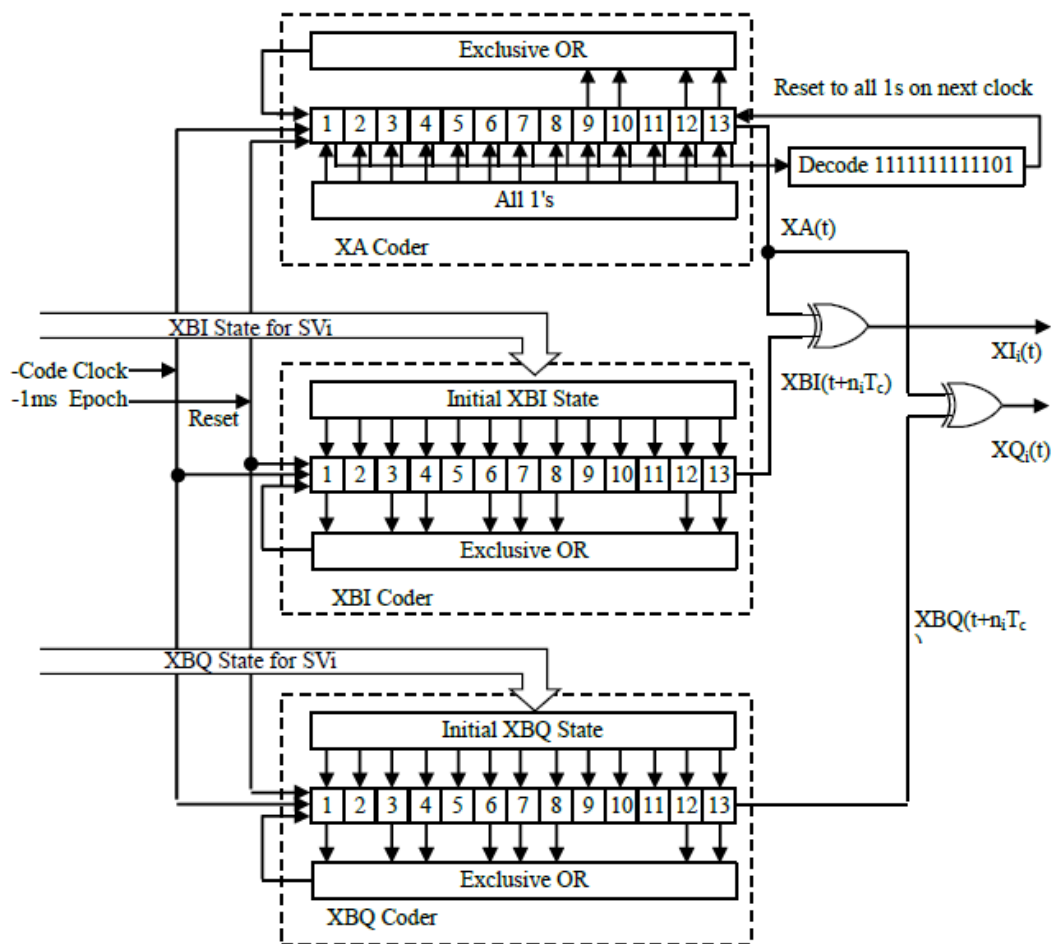 Exclusive OR
Reset to all 1s on next clock
1 2 3 4 5 6 7 8 9 10 11 12 13
Decode 1111111111101
All 1's
XA Coder
XA(t)
XBI State for SVi
-Code Clock
-1ms Epoch
Reset
XIi(t)
XBI(t+niTc)
Initial XBI State
XQi(t)
1 2 3 4 5 6 7 8 9 10 11 12 13
Exclusive OR
XBI Coder
XBQ(t+niTc
)
XBQ State for SVi
Initial XBQ State
1 2 3 4 5 6 7 8 9 10 11 12 13
Exclusive OR
XBQ Coder